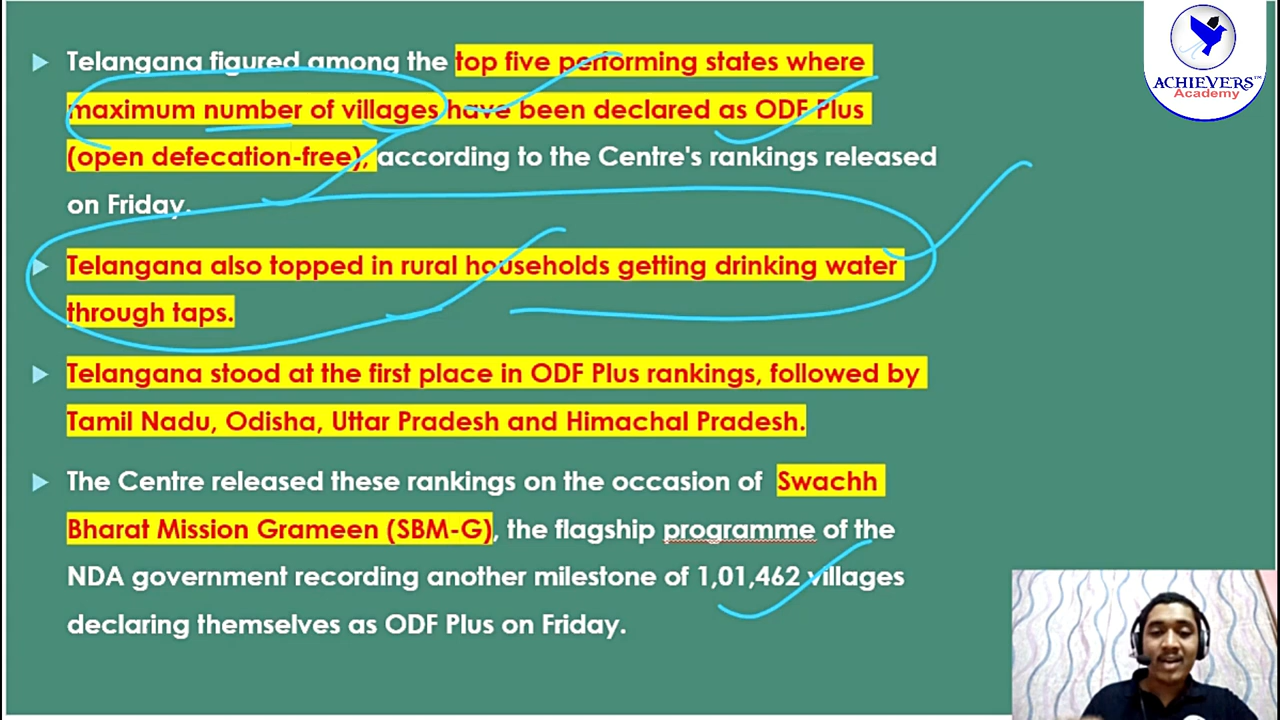 Telangana figured among the top five performing states where
maximum number of villages have been declared as ODF Plus
(open defecation-free), according to the Centre's rankings released
on Friday.
Telangana also topped in rural households getting drinking water
through taps.
Telangana stood at the first place in ODF Plus rankings, followed by
Tamil Nadu, Odisha, Uttar Pradesh and Himachal Pradesh.
The Centre released these rankings on the occasion of Swachh
Bharat Mission Grameen (SBM-G), the flagship programme of the
NDA government recording another milestone of 1,01,462 villages
declaring themselves as ODF Plus on Friday.
ACHIEVERS™
Academy